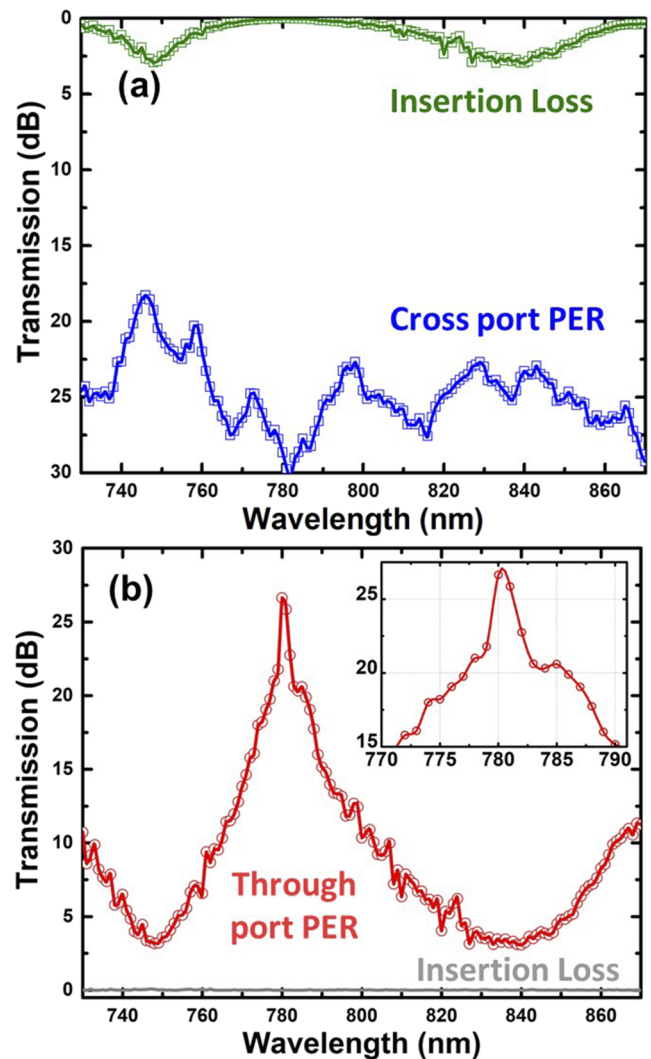 0
5
10
15
20
25
30
Transmission (dB)
(a)
Insertion Loss
Cross port PER
740 760 780 800 820 840 860
Wavelength (nm)
30
25
20
15
10
5
0
Transmission (dB)
(b)
25
20
15
770 775 780 785 790
Through
port PER
Insertion Loss
740 760 780 800 820 840 860
Wavelength (nm)